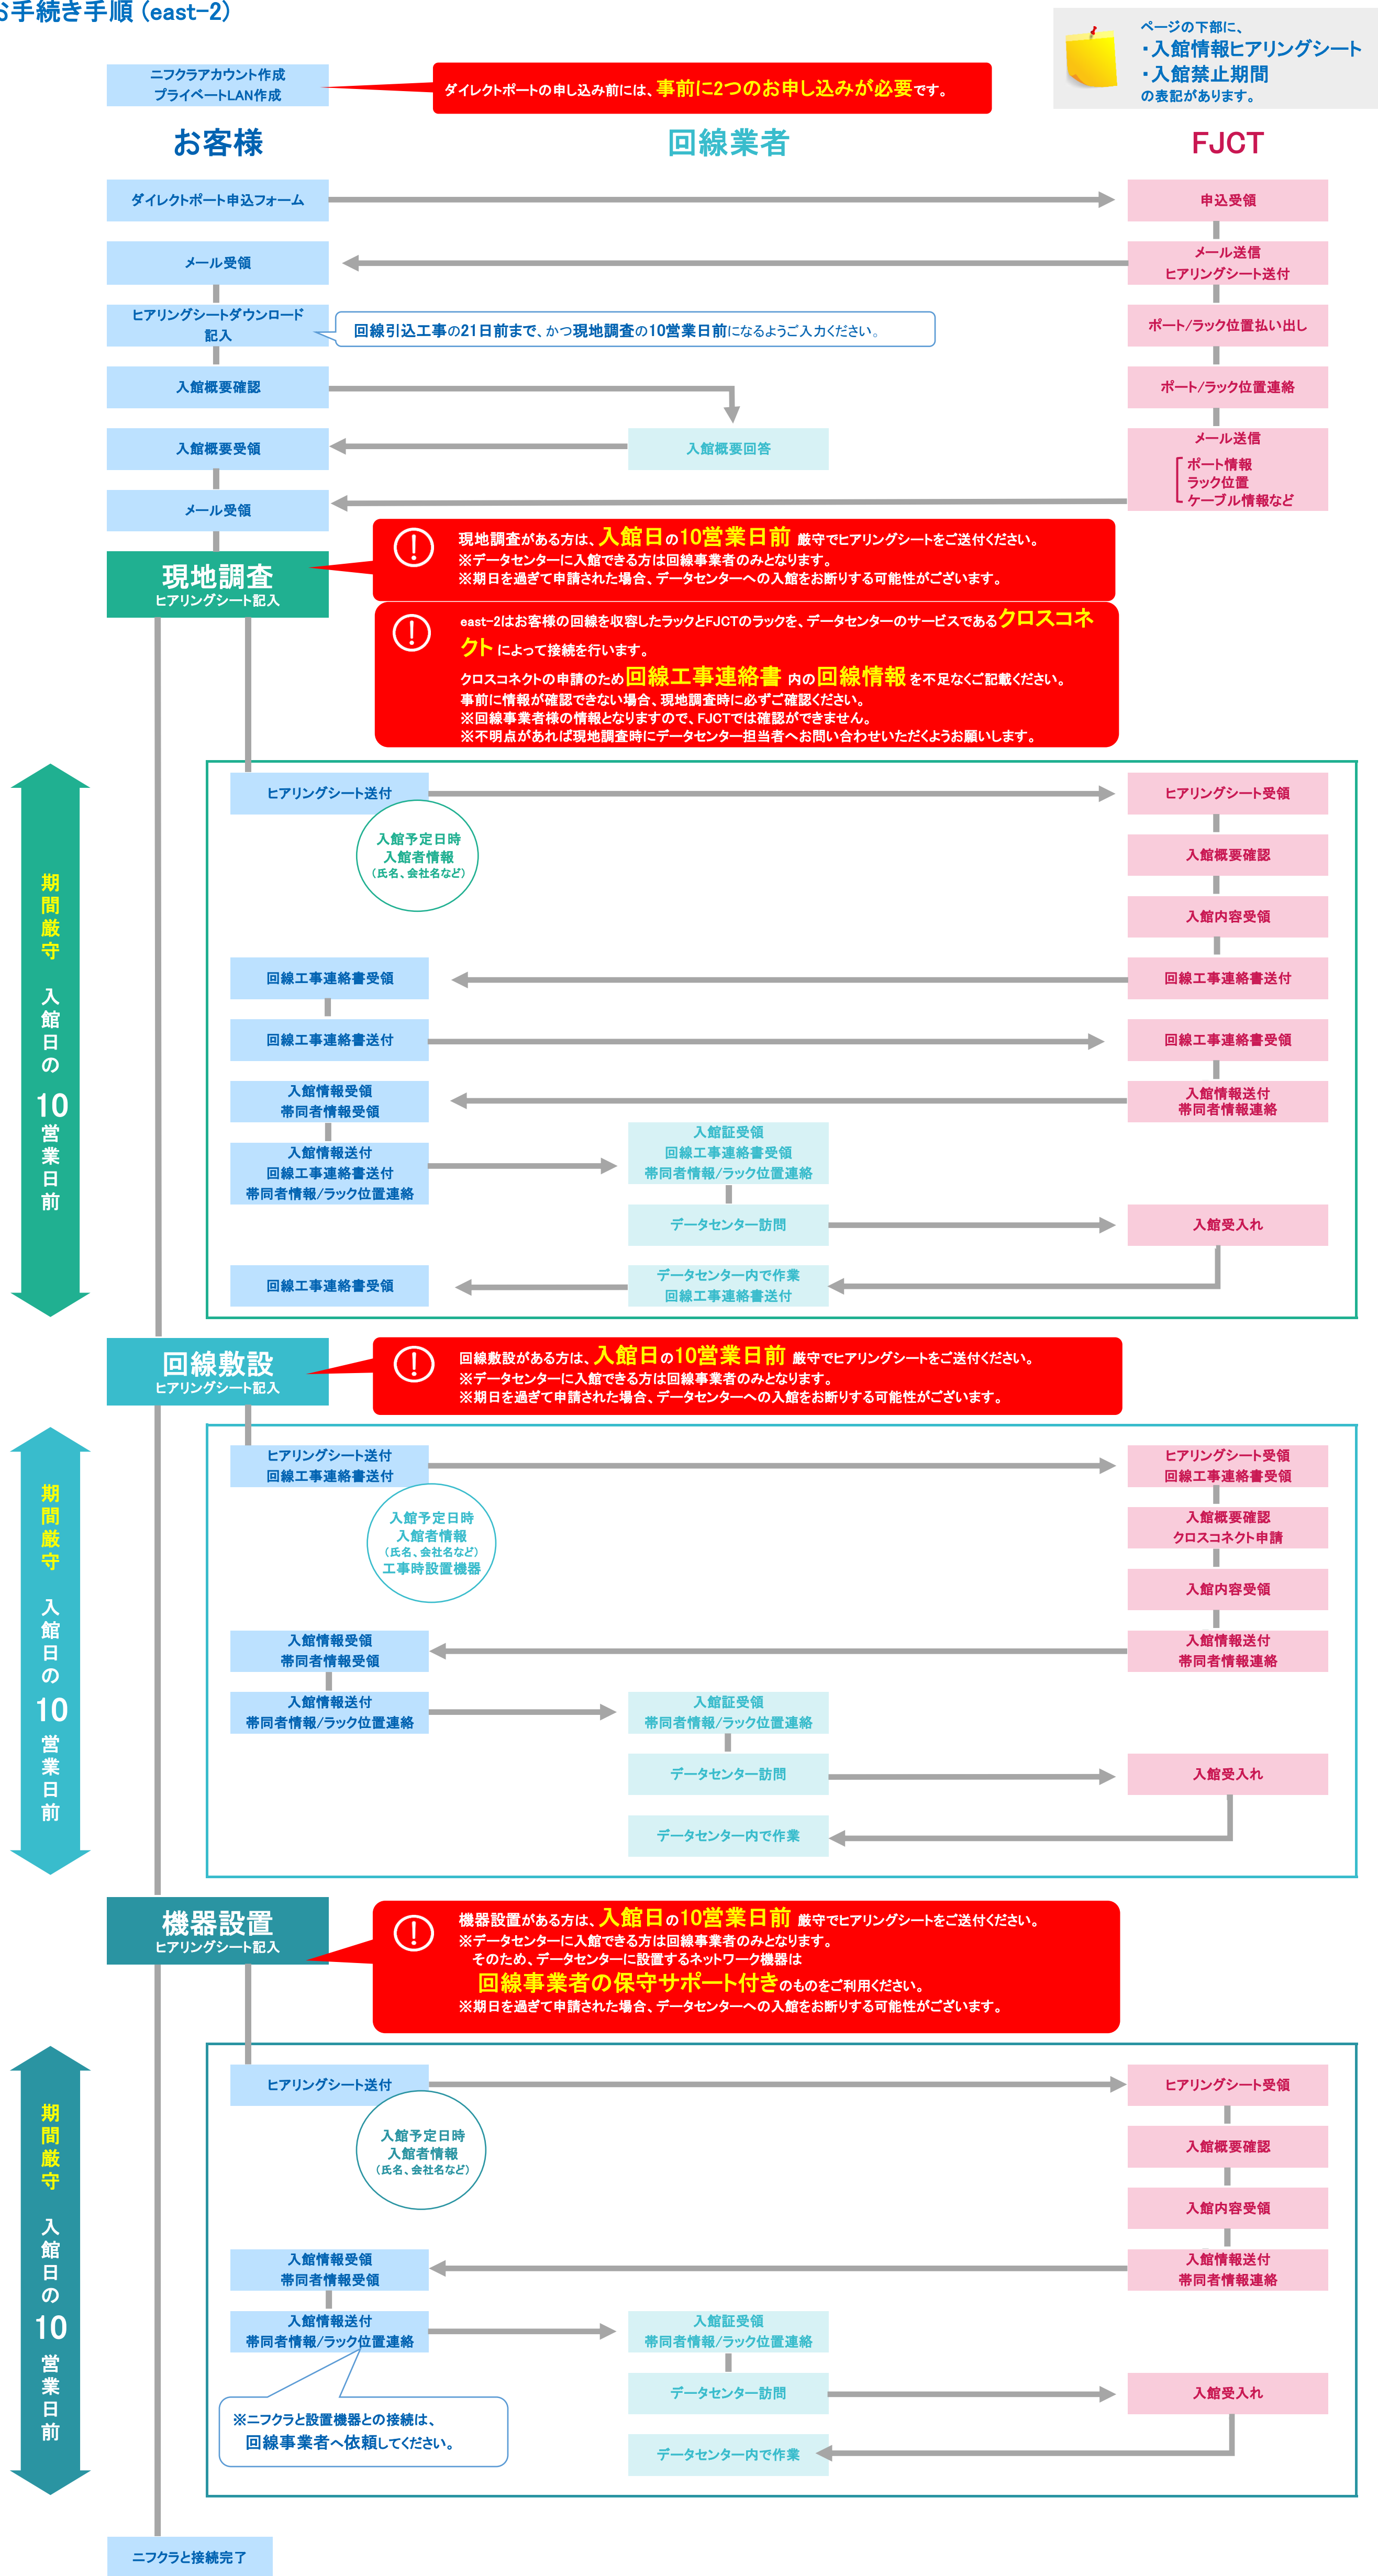 お手続き手順 (east-2)
ページの下部に、
・入館情報ヒアリングシート
・入館禁止期間
の表記があります。
ニフクラアカウント作成
プライベートLAN作成
ダイレクトポートの申し込み前には、事前に2つのお申し込みが必要です。
お客様
回線業者
FJCT
ダイレクトポート申込フォーム
申込受領
メール受領
メール送信
ヒアリングシート送付
ヒアリングシートダウンロード
記入
回線引込工事の21日前まで、かつ現地調査の10営業日前になるようご入力ください。
ポート/ラック位置払い出し
入館概要確認
ポート/ラック位置連絡
入館概要受領
入館概要回答
メール送信
ポート情報
ラック位置
ケーブル情報など
メール受領
現地調査
ヒアリングシート記入
現地調査がある方は、入館日の10営業日前 厳守でヒアリングシートをご送付ください。
※データセンターに入館できる方は回線事業者のみとなります。
※期日を過ぎて申請された場合、データセンターへの入館をお断りする可能性がございます。
east-2はお客様の回線を収容したラックとFJCTのラックを、データセンターのサービスであるクロスコネ
クトによって接続を行います。
クロスコネクトの申請のため回線工事連絡書 内の回線情報 を不足なくご記載ください。
事前に情報が確認できない場合、現地調査時に必ずご確認ください。
※回線事業者様の情報となりますので、FJCTでは確認ができません。
※不明点があれば現地調査時にデータセンター担当者へお問い合わせいただくようお願いします。
期間厳守 入館日の10営業日前
ヒアリングシート送付
ヒアリングシート受領
入館予定日時
入館者情報
（氏名、会社名など）
入館概要確認
入館内容受領
回線工事連絡書受領
回線工事連絡書送付
回線工事連絡書送付
回線工事連絡書受領
入館情報受領
帯同者情報受領
入館情報送付
帯同者情報連絡
入館情報送付
回線工事連絡書送付
帯同者情報/ラック位置連絡
入館証受領
回線工事連絡書受領
帯同者情報/ラック位置連絡
データセンター訪問
入館受入れ
回線工事連絡書受領
データセンター内で作業
回線工事連絡書送付
回線敷設
ヒアリングシート記入
回線敷設がある方は、入館日の10営業日前 厳守でヒアリングシートをご送付ください。
※データセンターに入館できる方は回線事業者のみとなります。
※期日を過ぎて申請された場合、データセンターへの入館をお断りする可能性がございます。
期間厳守 入館日の10営業日前
ヒアリングシート送付
回線工事連絡書送付
ヒアリングシート受領
回線工事連絡書受領
入館予定日時
入館者情報
（氏名、会社名など）
工事時設置機器
入館概要確認
クロスコネクト申請
入館内容受領
入館情報受領
帯同者情報受領
入館情報送付
帯同者情報連絡
入館情報送付
帯同者情報/ラック位置連絡
入館証受領
帯同者情報/ラック位置連絡
データセンター訪問
入館受入れ
データセンター内で作業
機器設置
ヒアリングシート記入
機器設置がある方は、入館日の10営業日前 厳守でヒアリングシートをご送付ください。
※データセンターに入館できる方は回線事業者のみとなります。
そのため、データセンターに設置するネットワーク機器は
回線事業者の保守サポート付きのものをご利用ください。
※期日を過ぎて申請された場合、データセンターへの入館をお断りする可能性がございます。
期間厳守 入館日の10営業日前
ヒアリングシート送付
ヒアリングシート受領
入館予定日時
入館者情報
（氏名、会社名など）
入館概要確認
入館内容受領
入館情報受領
帯同者情報受領
入館情報送付
帯同者情報連絡
入館情報送付
帯同者情報/ラック位置連絡
入館証受領
帯同者情報/ラック位置連絡
データセンター訪問
入館受入れ
※ニフクラと設置機器との接続は、
回線事業者へ依頼してください。
データセンター内で作業
ニフクラと接続完了